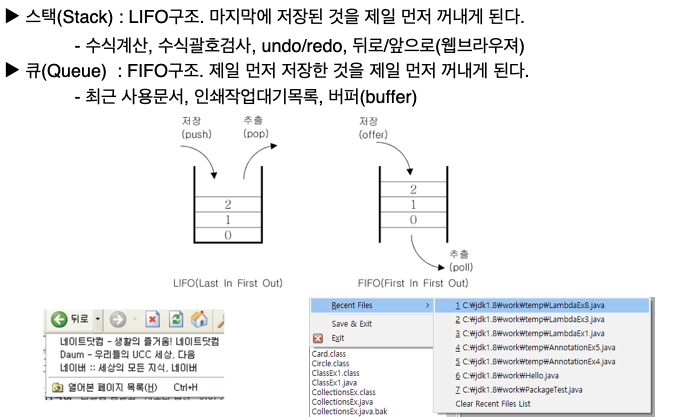 ▶ 스택(Stack) : LIFO구조. 마지막에 저장된 것을 제일 먼저 꺼내게 된다.
- 수식계산, 수식괄호검사, undo/redo, 뒤로/앞으로(웹브라우져)
▶ 큐(Queue) : FIFO구조. 제일 먼저 저장한 것을 제일 먼저 꺼내게 된다.
- 최근 사용문서, 인쇄작업대기목록, 버퍼(buffer)
저장
(push)
추출
(pop)
2
1
0
LIFO(Last In First Out)
저장
(offer)
2
1
0
추출
(poll)
FIFO(First In First Out)
뒤로
네이트닷컴 - 생활의 즐거움! 네이트닷컴
Daum - 우리들의 UCC 세상, 다음
네이버 :: 세상의 모든 지식, 네이버
열어본 페이지 목록(H) Ctrl+H
Recent Files
Save & Exit
Exit
Card.class
Circle.class
ClassEx1.class
ClassEx1.java
CollectionsEx.class
CollectionsEx.java
CollectionsEx.java.bak
1 C:₩jdk1.8₩work₩temp₩LambdaEx8.java
2 C:₩jdk1.8₩work₩temp₩LambdaEx3.java
3 C:₩jdk1.8₩work₩temp₩LambdaEx1.java
4 C:₩jdk1.8₩work₩temp₩AnnotationEx5.java
5 C:₩jdk1.8₩work₩temp₩AnnotationEx4.java
6 C:₩jdk1.8₩work₩Hello.java
7 C:₩jdk1.8₩work₩PackageTest.java
Clear Recent Files List